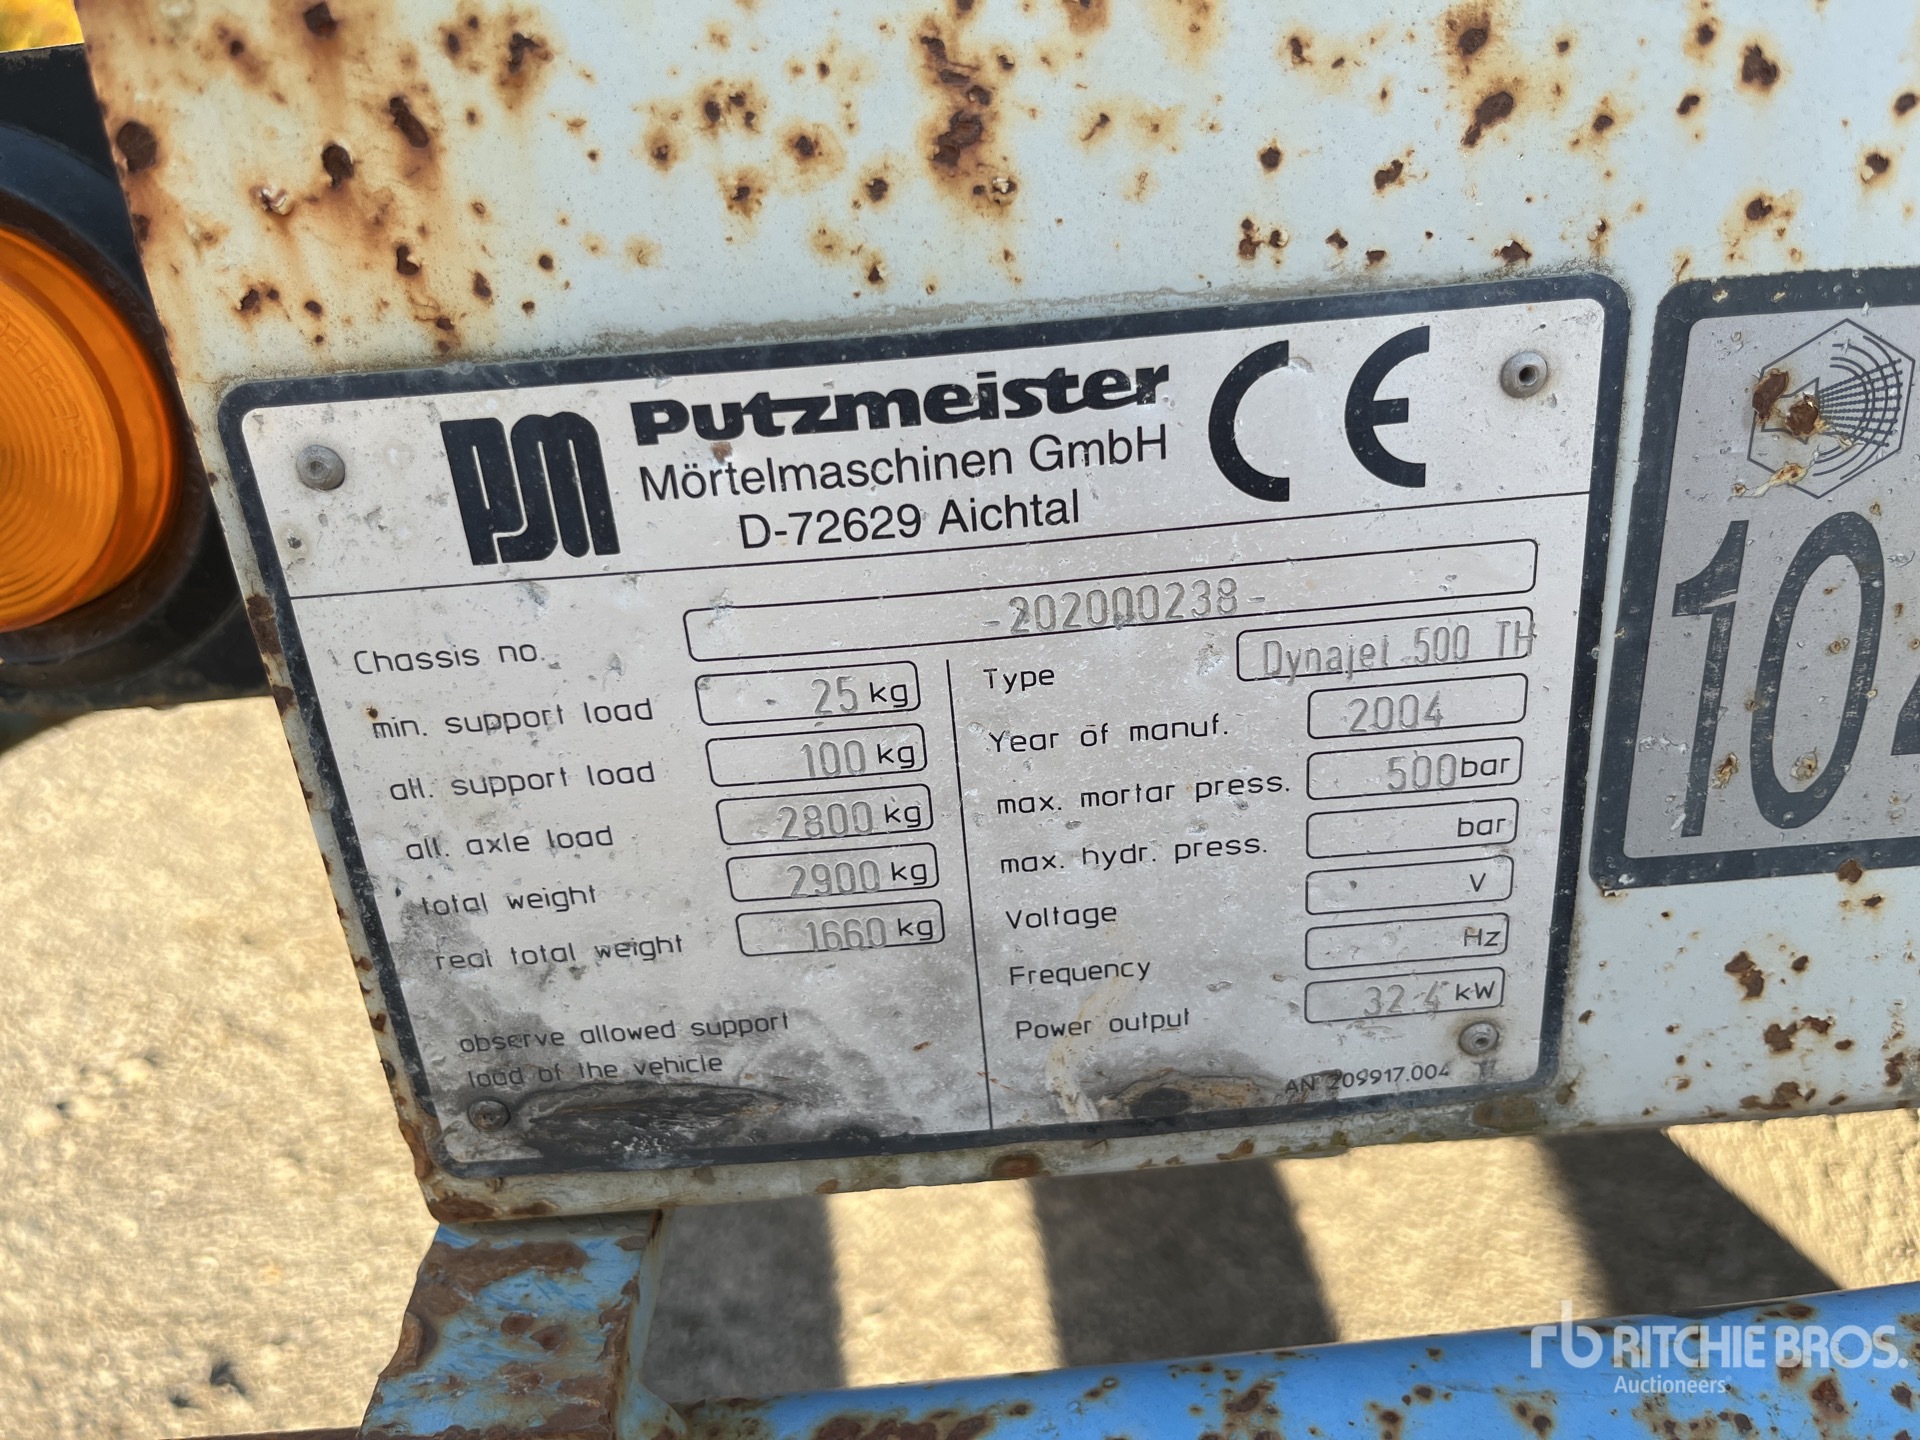 PM Putzmeister CE
Mörtelmaschinen GmbH
D-72629 Aichtal
Chassis no. -202000238-
min. support load 25 kg
all. support load 100 kg
all. axle load 2800 kg
total weight 2900 kg
real total weight 1660 kg
observe allowed support
load of the vehicle
Type Dynajet 500 TH
Year of manuf. 2004
max. mortar press. 500 bar
max. hydr. press. bar
Voltage V
Frequency Hz
Power output 32.4 kW
AN 209917.004
10
rb RITCHIE BROS.
Auctioneers